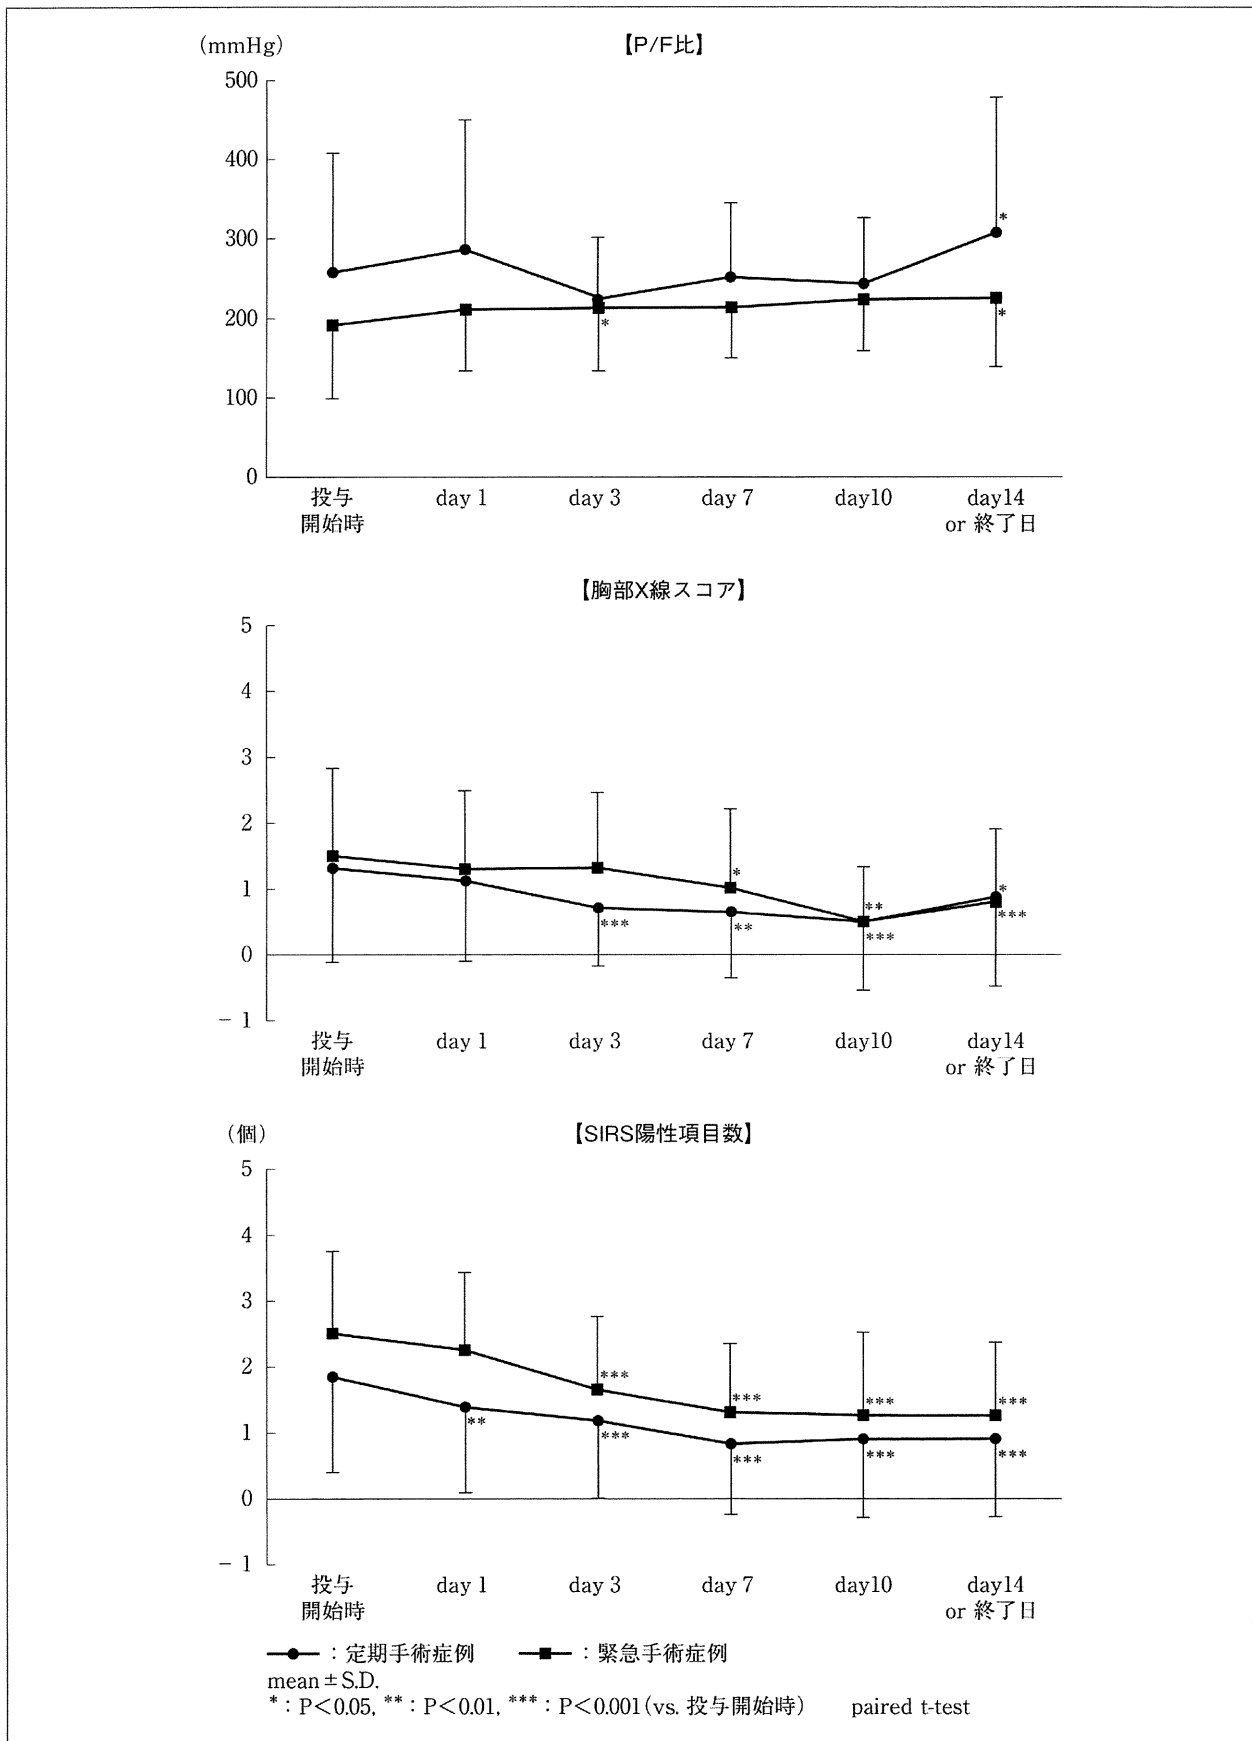 (mmHg)
【P/F比】
500
400
300
200
100
0
*
*
*
投与
開始時
day 1
day 3
day 7
day10
day14
or 終了日
【胸部X線スコア】
5
4
3
2
1
0
－1
*
**
*
***
**
***
***
投与
開始時
day 1
day 3
day 7
day10
day14
or 終了日
(個)
【SIRS陽性項目数】
5
4
3
2
1
0
－1
***
***
***
***
**
***
***
***
***
投与
開始時
day 1
day 3
day 7
day10
day14
or 終了日
：定期手術症例 ：緊急手術症例
mean±S.D.
*：P<0.05, **：P<0.01, ***：P<0.001(vs. 投与開始時) paired t-test